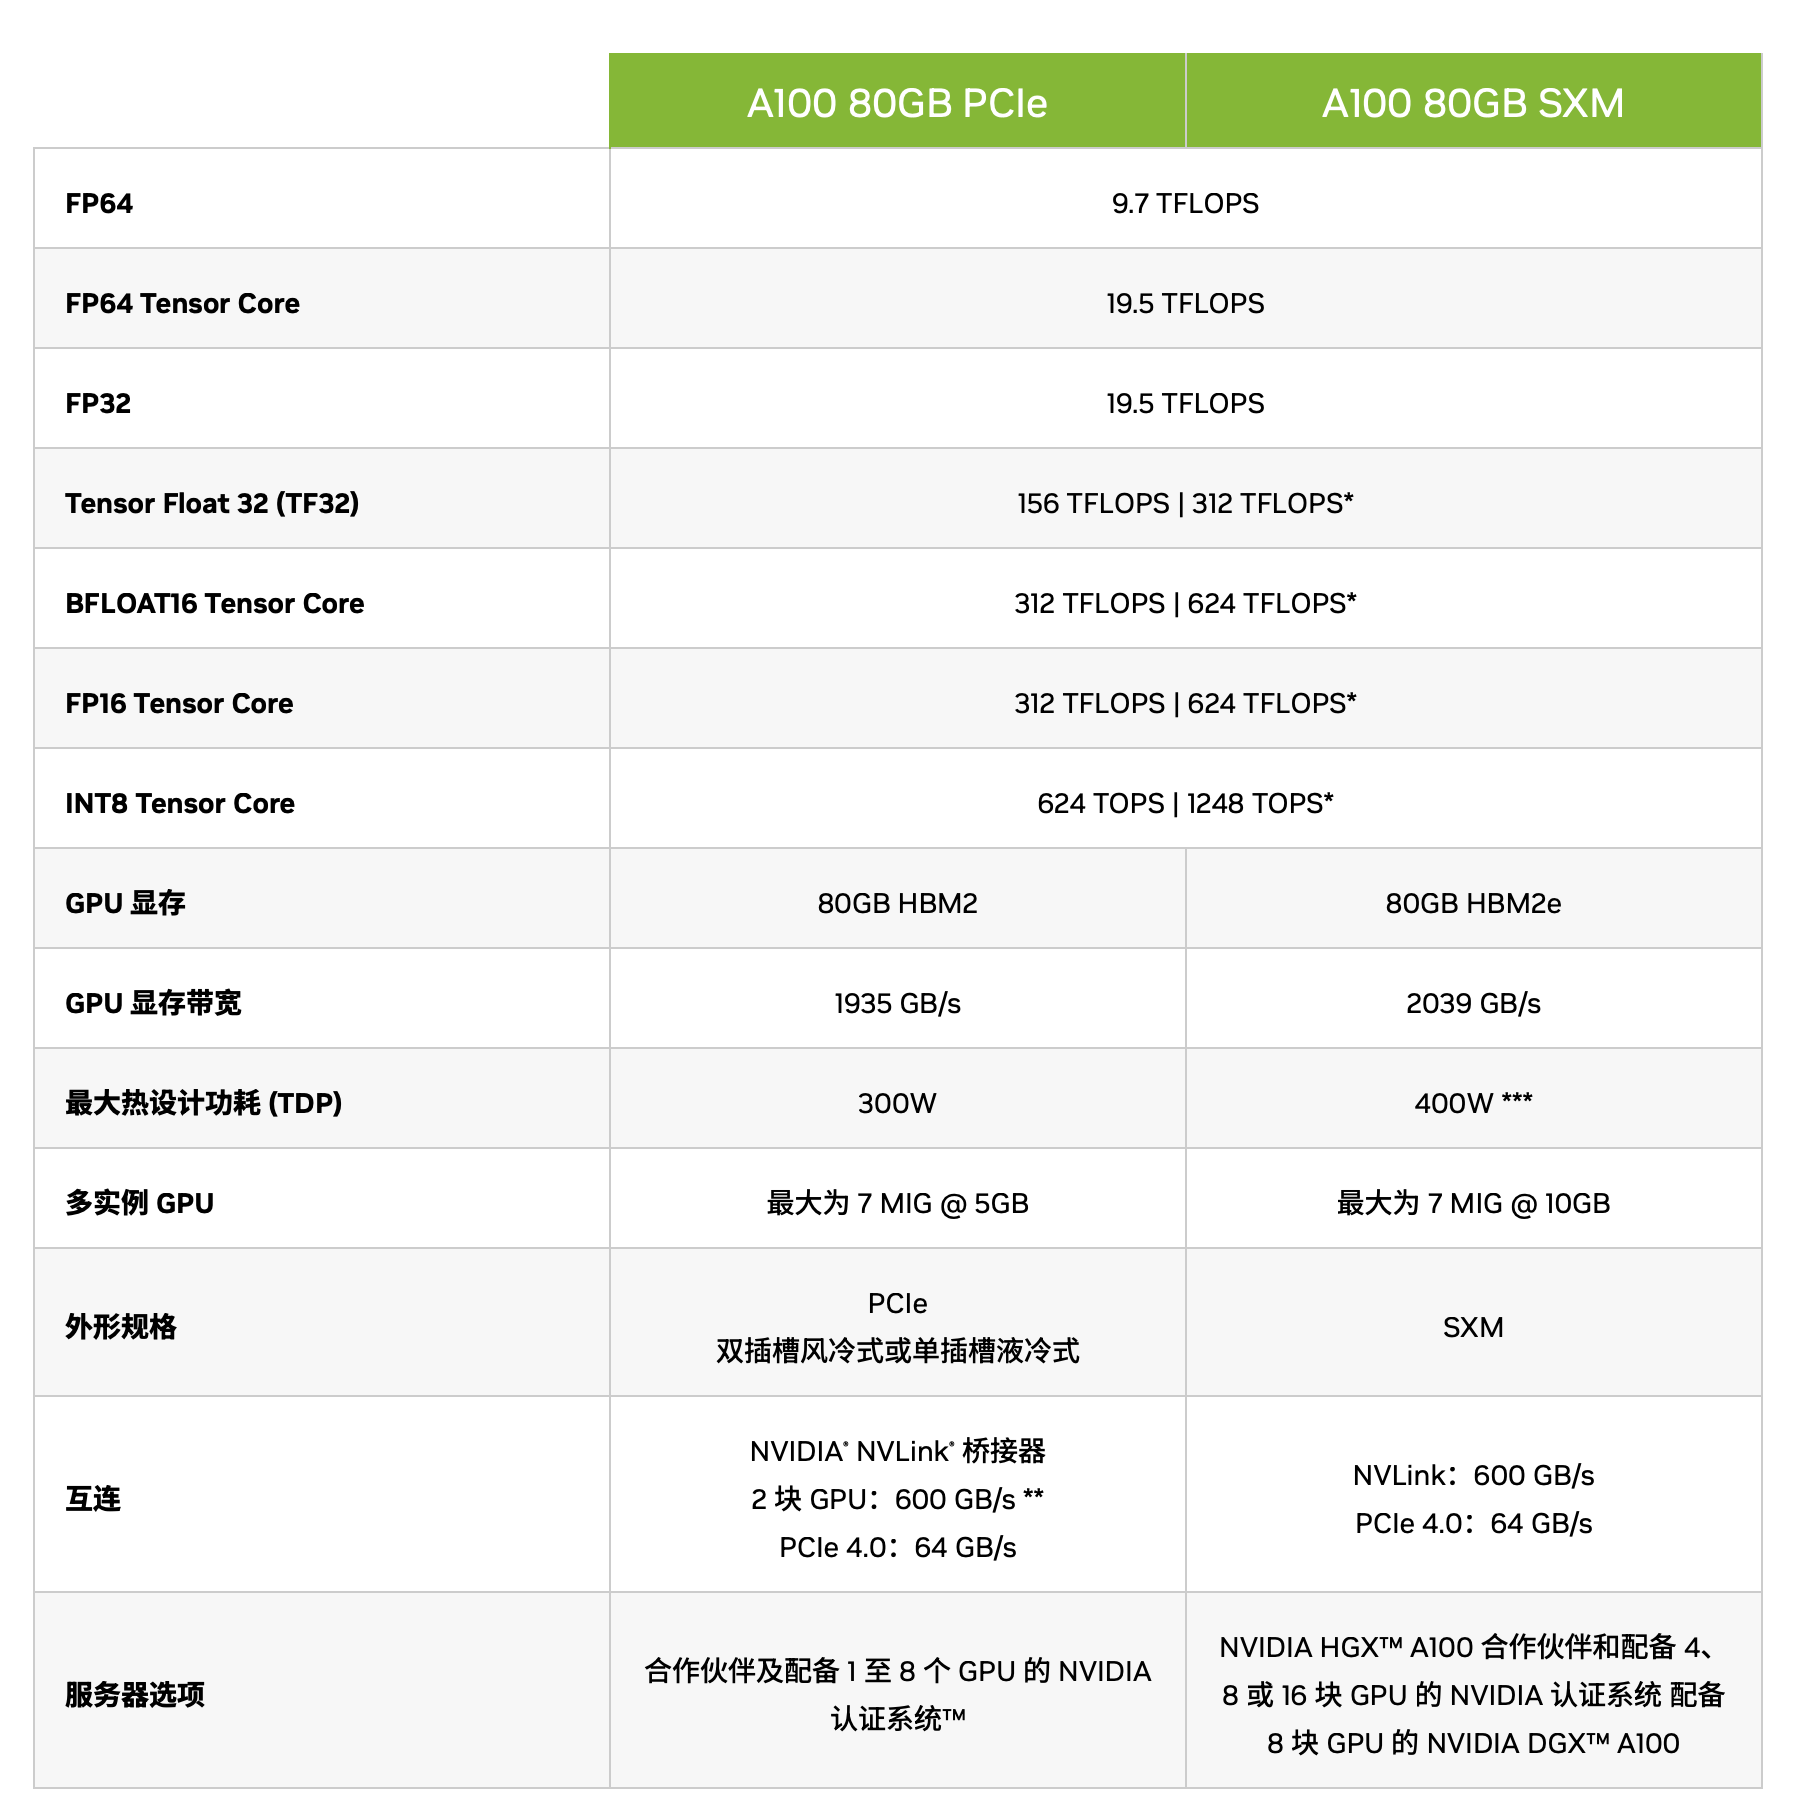 A100 80GB PCIe
A100 80GB SXM
FP64
9.7 TFLOPS
FP64 Tensor Core
19.5 TFLOPS
FP32
19.5 TFLOPS
Tensor Float 32 (TF32)
156 TFLOPS | 312 TFLOPS*
BFLOAT16 Tensor Core
312 TFLOPS | 624 TFLOPS*
FP16 Tensor Core
312 TFLOPS | 624 TFLOPS*
INT8 Tensor Core
624 TOPS | 1248 TOPS*
GPU 显存
80GB HBM2
80GB HBM2e
GPU 显存带宽
1935 GB/s
2039 GB/s
最大热设计功耗 (TDP)
300W
400W ***
多实例 GPU
最大为 7 MIG @ 5GB
最大为 7 MIG @ 10GB
外形规格
PCIe
双插槽风冷式或单插槽液冷式
SXM
互连
NVIDIA® NVLink® 桥接器
2 块 GPU：600 GB/s **
PCIe 4.0：64 GB/s
NVLink：600 GB/s
PCIe 4.0：64 GB/s
服务器选项
合作伙伴及配备 1 至 8 个 GPU 的 NVIDIA
认证系统™
NVIDIA HGX™ A100 合作伙伴和配备 4、
8 或 16 块 GPU 的 NVIDIA 认证系统 配备
8 块 GPU 的 NVIDIA DGX™ A100